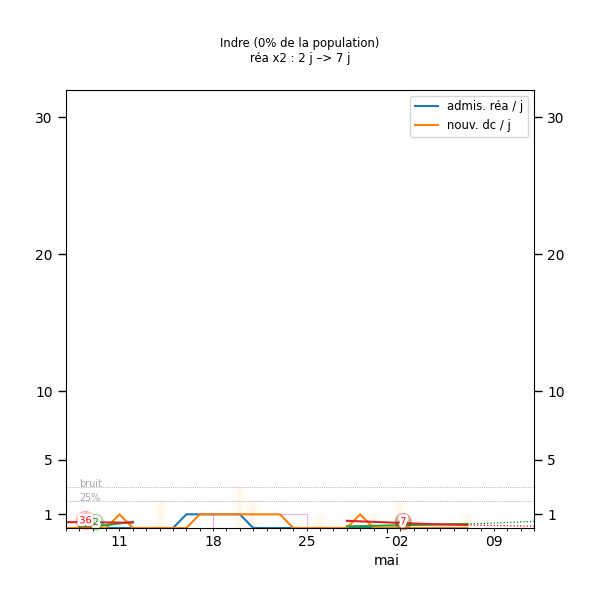 Indre (0% de la population)
réa x2 : 2 j –> 7 j
admis. réa / j
nouv. dc / j
30 30
20 20
10 10
5 5
bruit
25%
36 2 7
1 1
11 18 25 02 09
mai